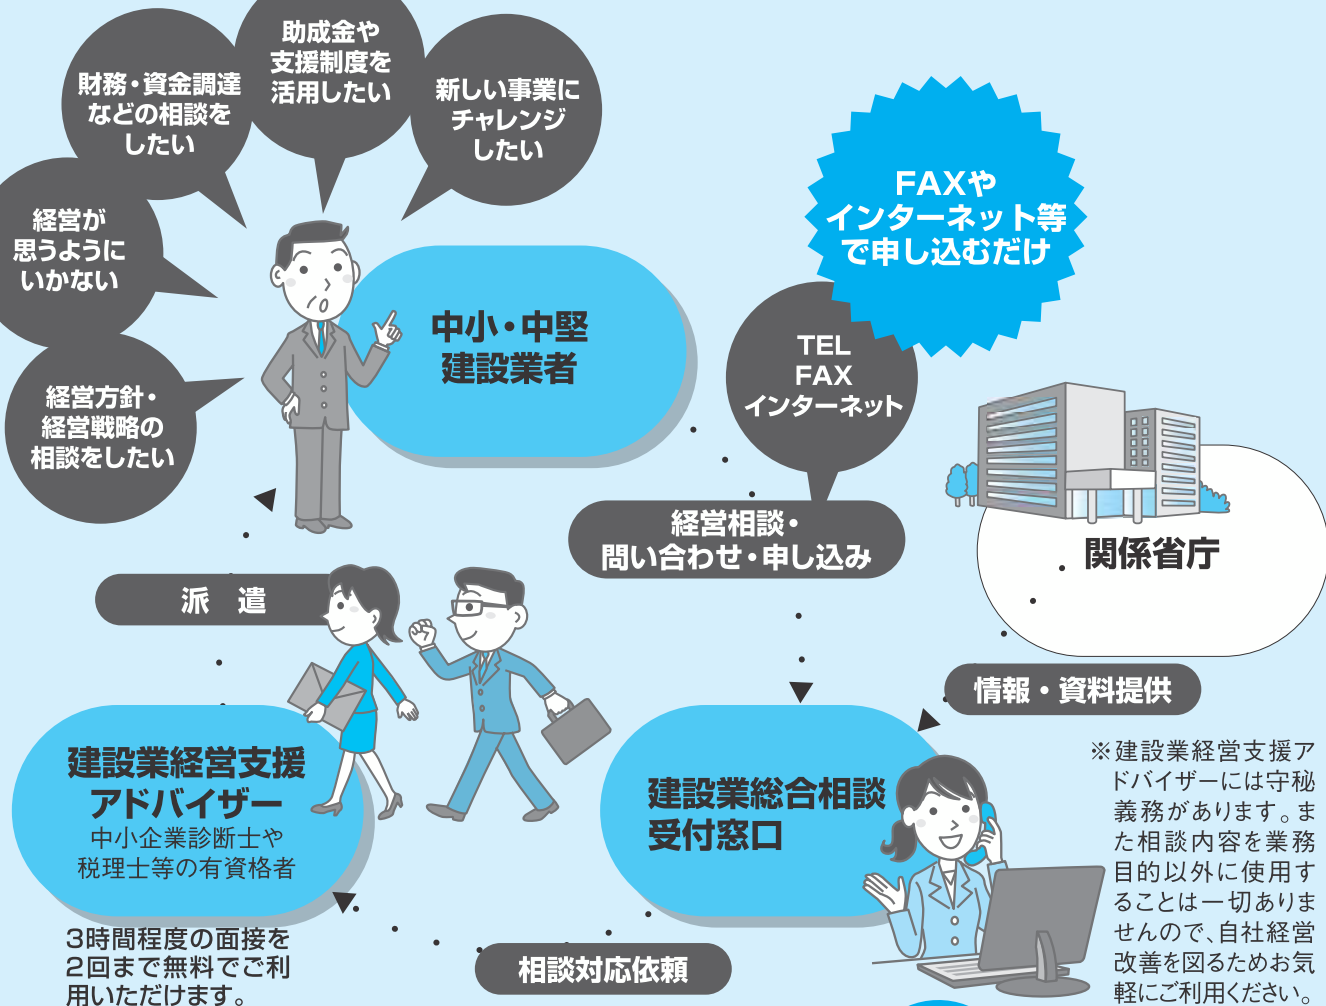 助成金や
支援制度を
活用したい
財務・資金調達
などの相談を
したい
新しい事業に
チャレンジ
したい
経営が
思うように
いかない
経営方針・
経営戦略の
相談をしたい
中小・中堅
建設業者
FAXや
インターネット等
で申し込むだけ
TEL
FAX
インターネット
経営相談・
問い合わせ・申し込み
関係省庁
派　遣
情報・資料提供
建設業経営支援
アドバイザー
中小企業診断士や
税理士等の有資格者
3時間程度の面接を
2回まで無料でご利
用いただけます。
建設業総合相談
受付窓口
相談対応依頼
※建設業経営支援ア
ドバイザーには守秘
義務があります。ま
た相談内容を業務
目的以外に使用す
ることは一切ありま
せんので、自社経営
改善を図るためお気
軽にご利用ください。